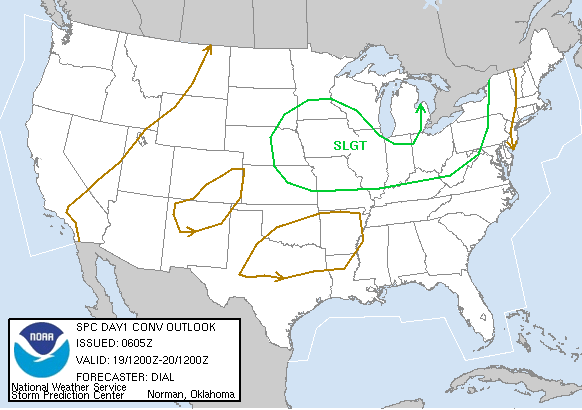 SLGT
SPC DAY1 CONV OUTLOOK
ISSUED: 0605Z
VALID: 19/1200Z-20/1200Z
FORECASTER: DIAL
National Weather Service
Storm Prediction Center Norman, Oklahoma
NOAA